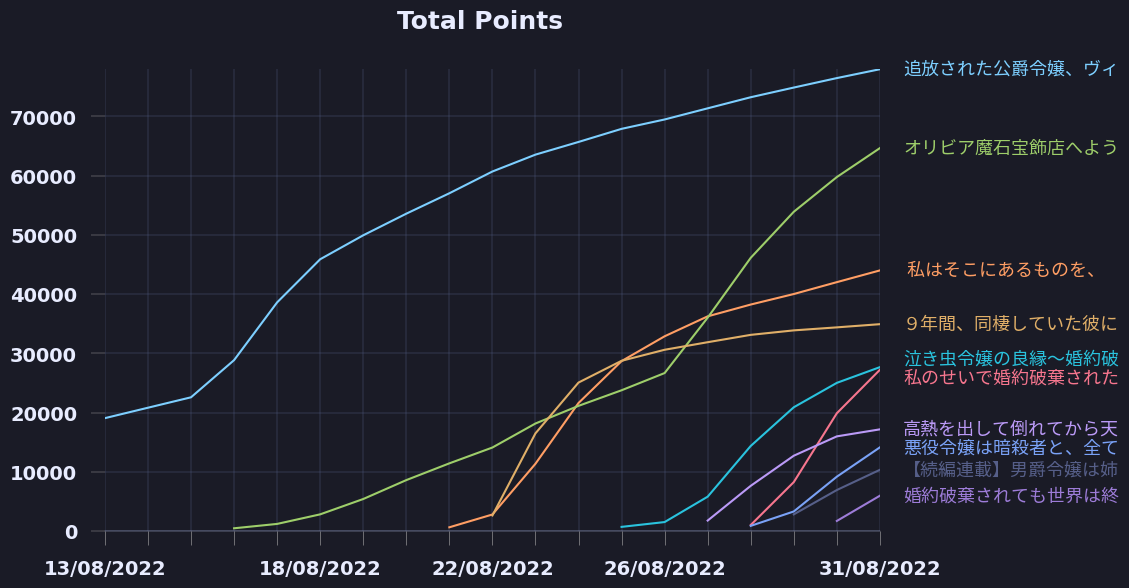 Total Points
70000
60000
50000
40000
30000
20000
10000
0
13/08/2022
18/08/2022
22/08/2022
26/08/2022
31/08/2022
追放された公爵令嬢、ヴィ
オリビア魔石宝飾店へよう
私はそこにあるものを、
９年間、同棲していた彼に
泣き虫令嬢の良縁～婚約破
私のせいで婚約破棄された
高熱を出して倒れてから天
悪役令嬢は暗殺者と、全て
【続編連載】男爵令嬢は姉
婚約破棄されても世界は終